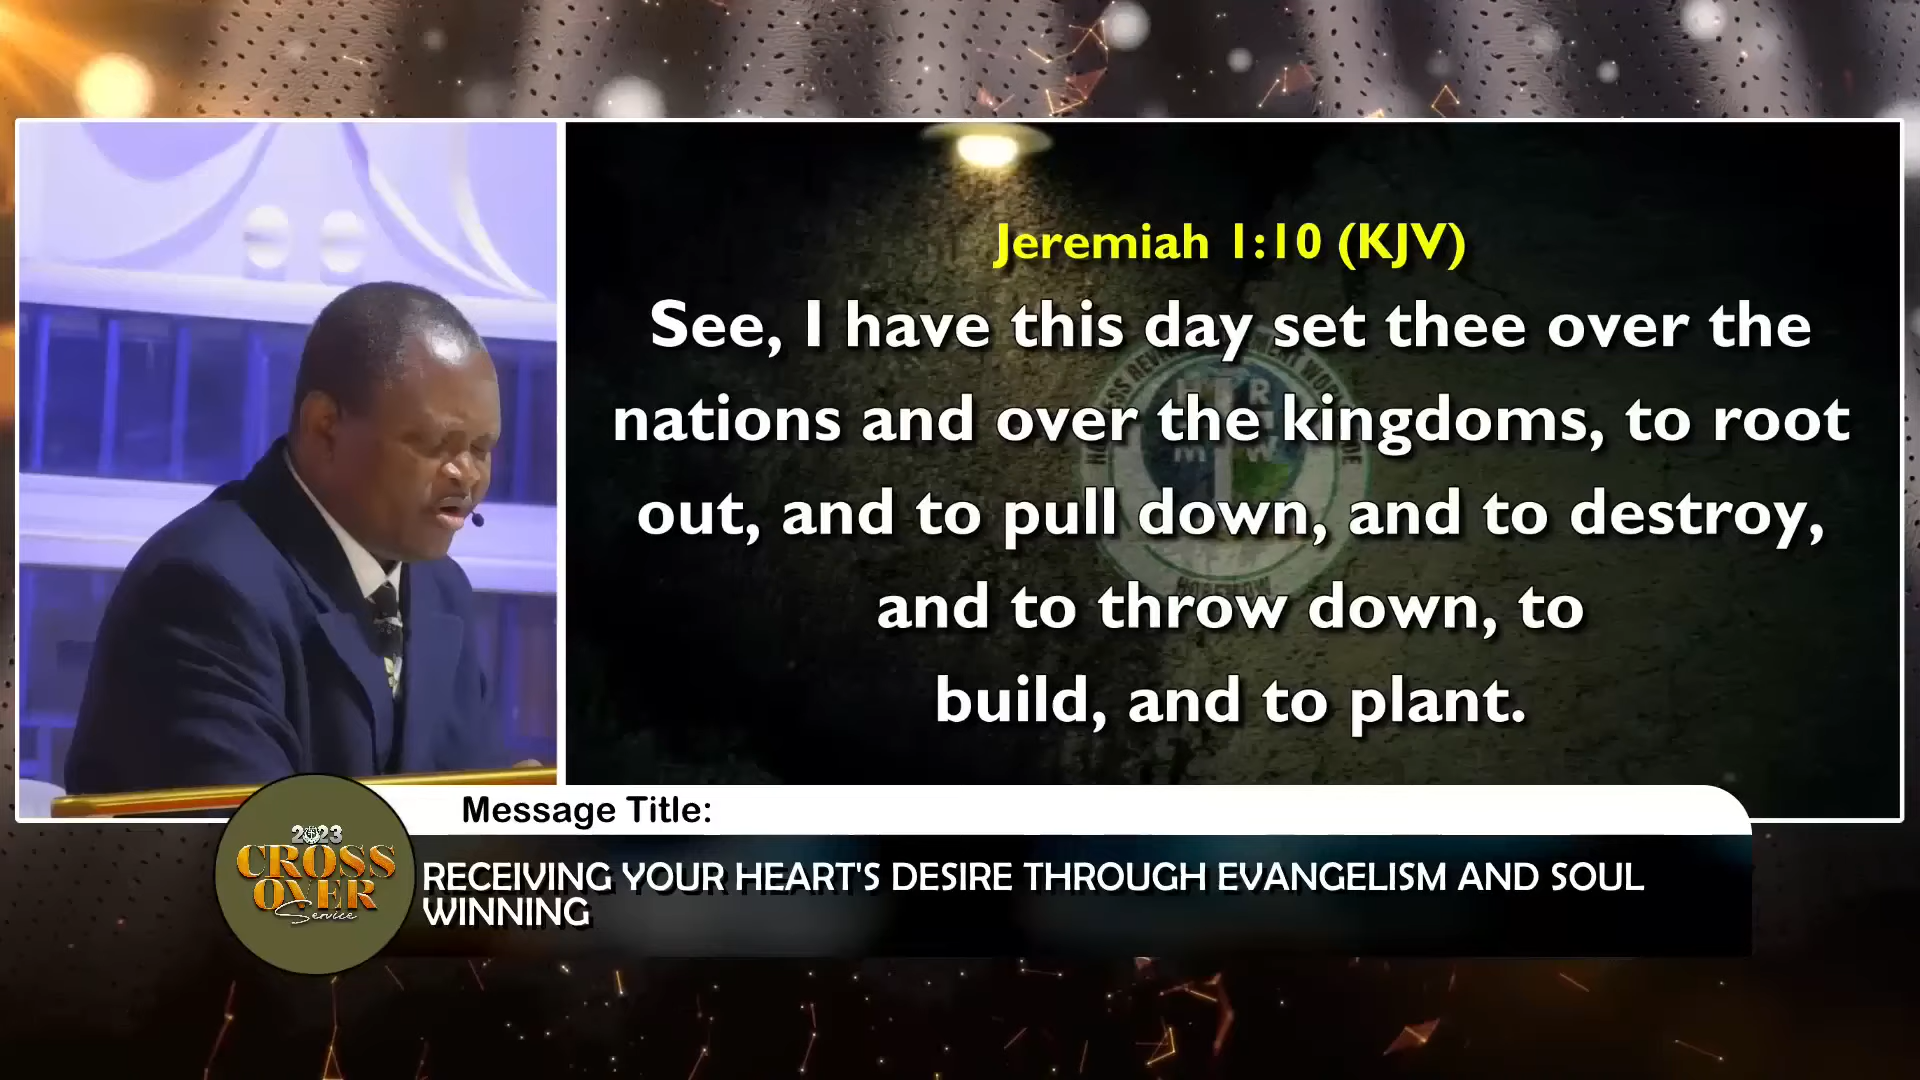 Jeremiah 1:10 (KJV)
See, I have this day set thee over the
nations and over the kingdoms, to root
out, and to pull down, and to destroy,
and to throw down, to
build, and to plant.
Message Title:
2023
CROSS
OVER
Service
RECEIVING YOUR HEART'S DESIRE THROUGH EVANGELISM AND SOUL
WINNING